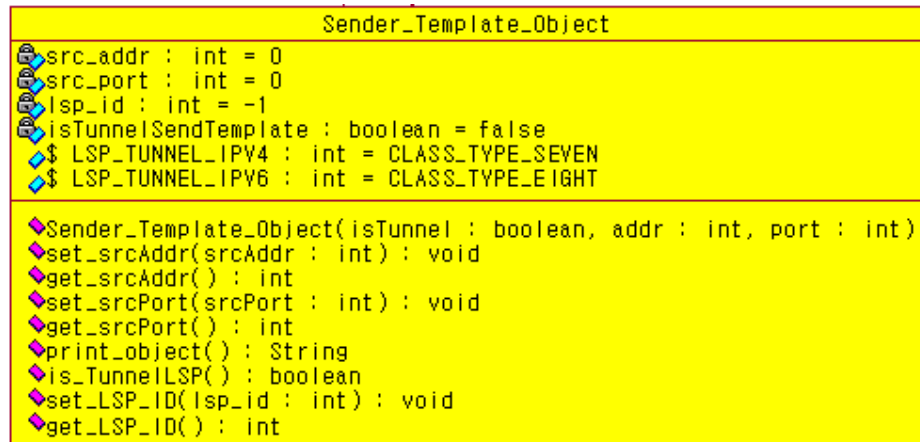 Sender_Template_Object
src_addr : int = 0
src_port : int = 0
lsp_id : int = -1
isTunnelSendTemplate : boolean = false
$ LSP_TUNNEL_IPV4 : int = CLASS_TYPE_SEVEN
$ LSP_TUNNEL_IPV6 : int = CLASS_TYPE_EIGHT
Sender_Template_Object(isTunnel : boolean, addr : int, port : int)
set_srcAddr(srcAddr : int) : void
get_srcAddr() : int
set_srcPort(srcPort : int) : void
get_srcPort() : int
print_object() : String
is_TunnelLSP() : boolean
set_LSP_ID(lsp_id : int) : void
get_LSP_ID() : int